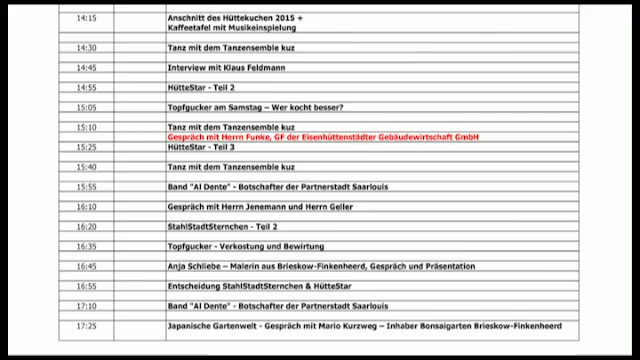 14:15 Anschnitt des Hüttekuchen 2015 +
Kaffeetafel mit Musikeinspielung
14:30 Tanz mit dem Tanzensemble kuz
14:45 Interview mit Klaus Feldmann
14:55 HütteStar - Teil 2
15:05 Topfgucker am Samstag – Wer kocht besser?
15:10 Tanz mit dem Tanzensemble kuz
Gespräch mit Herrn Funke, GF der Eisenhüttenstädter Gebäudewirtschaft GmbH
15:25 HütteStar - Teil 3
15:40 Tanz mit dem Tanzensemble kuz
15:55 Band "Al Dente" - Botschafter der Partnerstadt Saarlouis
16:10 Gespräch mit Herrn Jenemann und Herrn Geller
16:20 StahlStadtSternchen - Teil 2
16:35 Topfgucker - Verkostung und Bewirtung
16:45 Anja Schliebe – Malerin aus Brieskow-Finkenheerd, Gespräch und Präsentation
16:55 Entscheidung StahlStadtSternchen & HütteStar
17:10 Band "Al Dente" - Botschafter der Partnerstadt Saarlouis
17:25 Japanische Gartenwelt - Gespräch mit Mario Kurzweg – Inhaber Bonsaigarten Brieskow-Finkenheerd